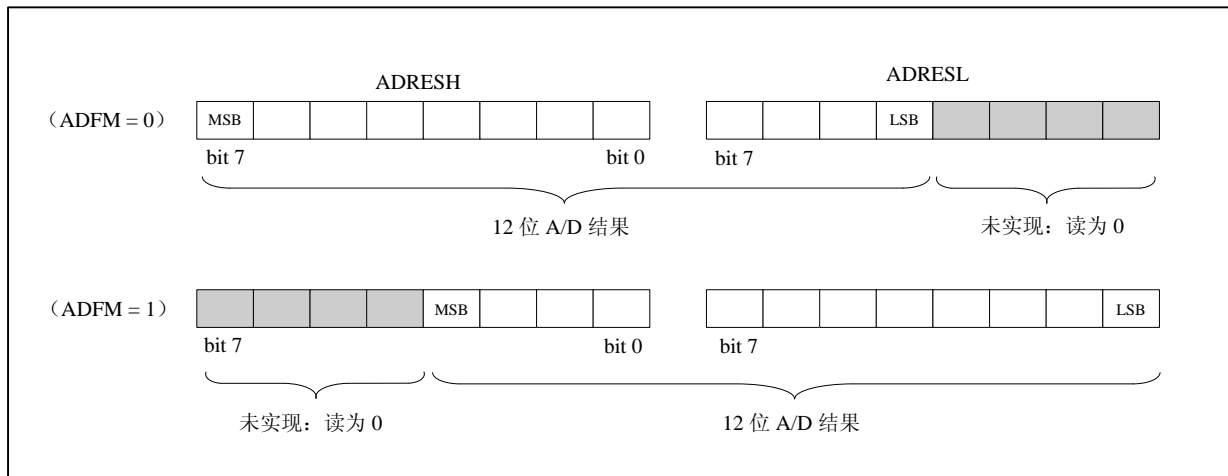 ADRESH
ADRESL
（ADFM = 0）
MSB
LSB
bit 7
bit 0
bit 7
12 位 A/D 结果
未实现：读为 0
（ADFM = 1）
MSB
LSB
bit 7
bit 0
bit 7
未实现：读为 0
12 位 A/D 结果